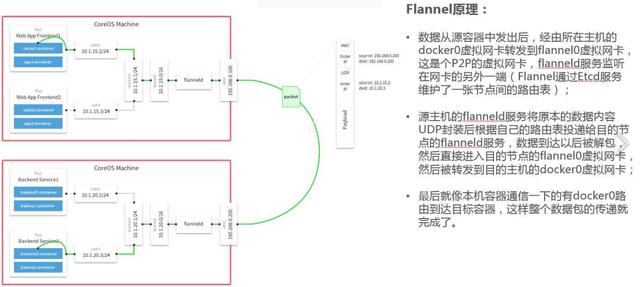 CoreOS Machine
Pod
Web App Frontend1
cache1 container
app1 container
veth0
10.1.15.2/24
Pod
Web App Frontend2
cache2 container
app2 container
veth1
10.1.15.3/24
docker0
10.1.15.1/24
flannel0
10.1.15.0/16
flanneld
192.168.0.100
packet
MAC
Outer ip
source: 192.168.0.100
dest: 192.168.0.200
UDP
Inner ip
source: 10.1.15.2
dest: 10.1.20.3
Payload
CoreOS Machine
Pod
Backend Service1
backend1 container
backup1 container
veth0
10.1.20.2/24
Pod
Backend Service2
backend2 container
backup2 container
veth1
10.1.20.3/24
docker0
10.1.20.1/24
flannel0
10.1.20.0/16
flanneld
192.168.0.200
Flannel原理：
• 数据从源容器中发出后，经由所在主机的
docker0虚拟网卡转发到flannel0虚拟网卡，
这是个P2P的虚拟网卡，flanneld服务监听
在网卡的另外一端（Flannel通过Etcd服务
维护了一张节点间的路由表）；
• 源主机的flanneld服务将原本的数据内容
UDP封装后根据自己的路由表投递给目的节
点的flanneld服务，数据到达以后被解包，
然后直接进入目的节点的flannel0虚拟网卡，
然后被转发到目的主机的docker0虚拟网卡；
• 最后就像本机容器通信一下的有docker0路
由到达目标容器，这样整个数据包的传递就
完成了。